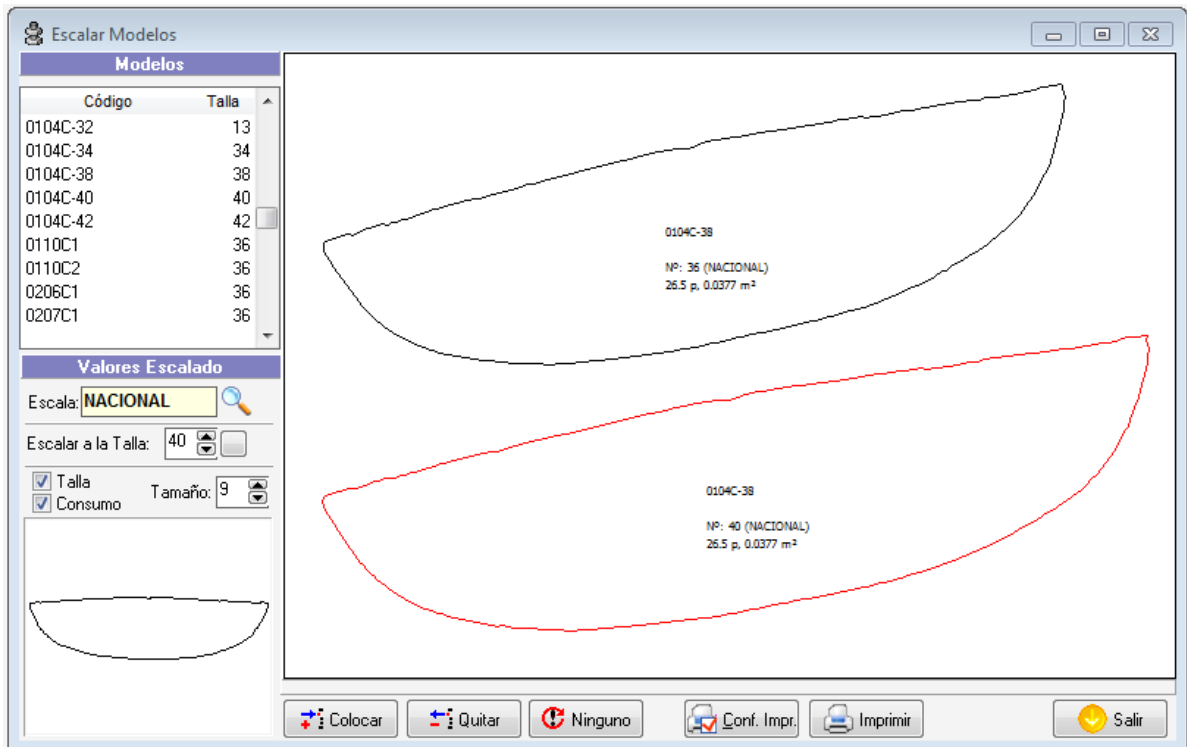 Escalar Modelos
Modelos
Código Talla
0104C-32 13
0104C-34 34
0104C-38 38
0104C-40 40
0104C-42 42
0110C1 36
0110C2 36
0206C1 36
0207C1 36
Valores Escalado
Escala: NACIONAL
Escalar a la Talla: 40
Talla
Consumo
Tamaño: 9
0104C-38
Nº: 36 (NACIONAL)
26.5 p, 0.0377 m²
0104C-38
Nº: 40 (NACIONAL)
26.5 p, 0.0377 m²
Colocar Quitar Ninguno Conf. Impr. Imprimir Salir